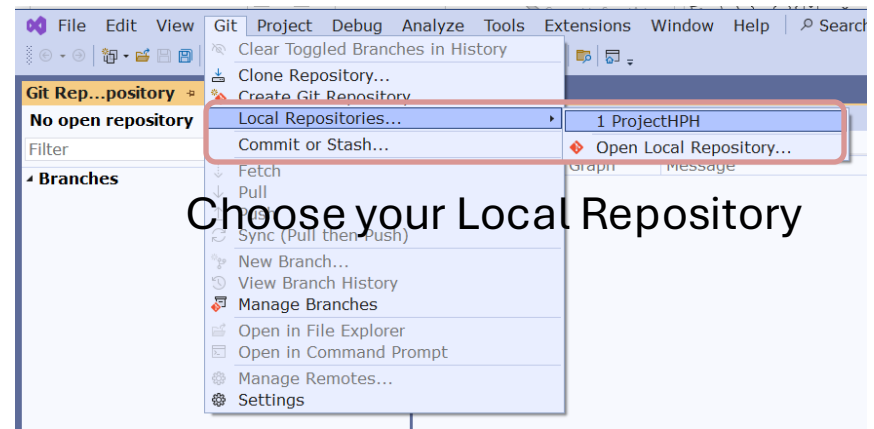 File Edit View Git Project Debug Analyze Tools Extensions Window Help Search
Clear Toggled Branches in History
Clone Repository...
Git Rep...pository
Create Git Repository
No open repository
Local Repositories...
1 ProjectHPH
Filter
Commit or Stash...
Open Local Repository...
Graph Message
Branches
Fetch
Pull
Push
Choose your Local Repository
Sync (Pull then Push)
New Branch...
View Branch History
Manage Branches
Open in File Explorer
Open in Command Prompt
Manage Remotes...
Settings